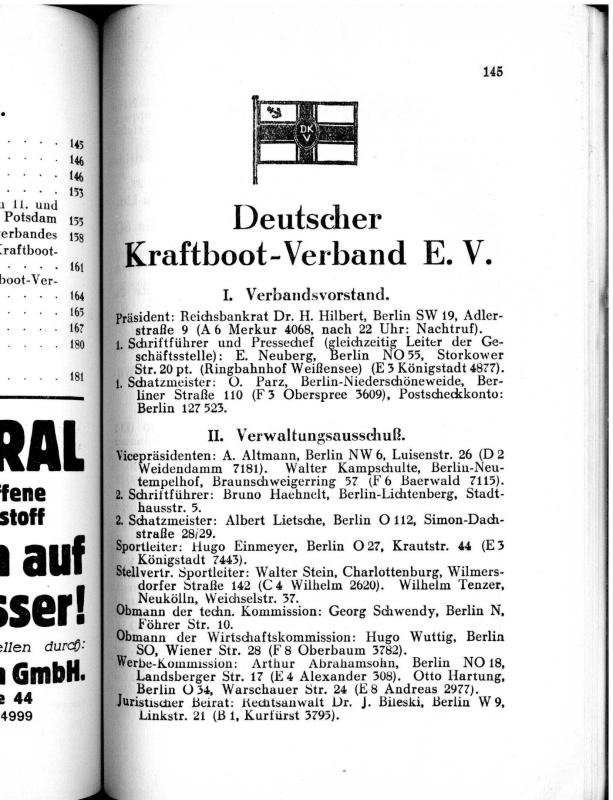 145
145
146
146
153
n 11. und
Potsdam 155
verbandes 158
Kraftboot-
161
boot-Ver-
164
165
167
180
181
RAL
ffene
stoff
auf
sser!
ellen durch:
GmbH.
44
4999
DK
V
Deutscher
Kraftboot-Verband E. V.
I. Verbandsvorstand.
Präsident: Reichsbankrat Dr. H. Hilbert, Berlin SW 19, Adler-
straße 9 (A 6 Merkur 4068, nach 22 Uhr: Nachtruf).
1. Schriftführer und Pressechef (gleichzeitig Leiter der Ge-
schäftsstelle): E. Neuberg, Berlin NO 55, Storkower
Str. 20 pt. (Ringbahnhof Weißensee) (E 3 Königstadt 4877).
1. Schatzmeister: O. Parz, Berlin-Niederschöneweide, Ber-
liner Straße 110 (F 3 Oberspree 3609), Postscheckkonto:
Berlin 127 523.
II. Verwaltungsausschuß.
Vicepräsidenten: A. Altmann, Berlin NW 6, Luisenstr. 26 (D 2
Weidendamm 7181). Walter Kampschulte, Berlin-Neu-
tempelhof, Braunschweigerring 57 (F 6 Baerwald 7115).
2. Schriftführer: Bruno Haehnelt, Berlin-Lichtenberg, Stadt-
hausstr. 5.
2. Schatzmeister: Albert Lietsche, Berlin O 112, Simon-Dach-
straße 28/29.
Sportleiter: Hugo Einmeyer, Berlin O 27, Krautstr. 44 (E 3
Königstadt 7443).
Stellvertr. Sportleiter: Walter Stein, Charlottenburg, Wilmers-
dorfer Straße 142 (C 4 Wilhelm 2620). Wilhelm Tenzer,
Neukölln, Weichselstr. 37.
Obmann der techn. Kommission: Georg Schwendy, Berlin N,
Föhrer Str. 10.
Obmann der Wirtschaftskommission: Hugo Wuttig, Berlin
SO, Wiener Str. 28 (F 8 Oberbaum 3782).
Werbe-Kommission: Arthur Abrahamsohn, Berlin NO 18,
Landsberger Str. 17 (E 4 Alexander 308). Otto Hartung,
Berlin O 34, Warschauer Str. 24 (E 8 Andreas 2977).
Juristischer Beirat: Rechtsanwalt Dr. J. Bileski, Berlin W 9,
Linkstr. 21 (B 1, Kurfürst 3795).